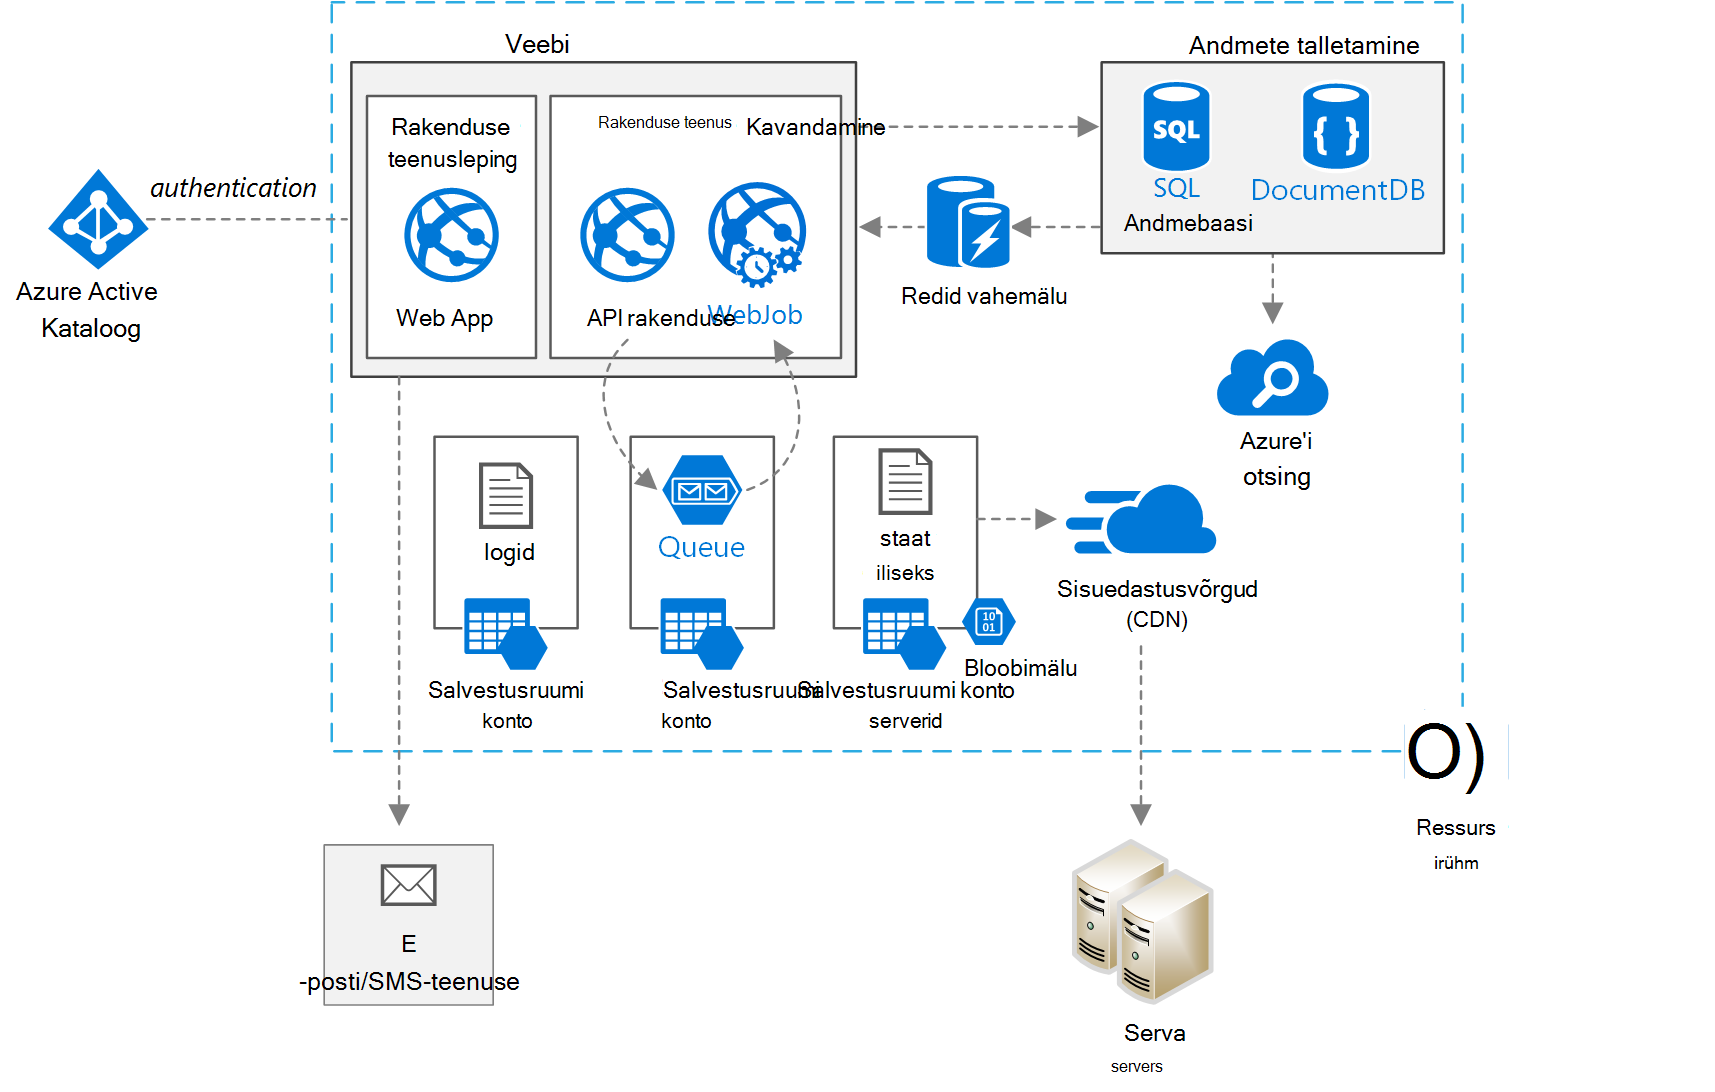 Veebi
Andmete talletamine
Rakenduse
teenusleping
Rakenduse teenus
Kavandamine
SQL
SQL
DocumentDB
Andmebaasi
authentication
Azure Active
Kataloog
Web App
API rakenduse
WebJob
Redid vahemälu
Azure'i
otsing
logid
Queue
staat
iliseks
Sisuedastusvõrgud
(CDN)
10
01
Bloobimälu
Salvestusruumi
konto
Salvestusruumi
konto
Salvestusruumi konto
serverid
O)
Ressurs
irühm
E
-posti/SMS-teenuse
Serva
servers